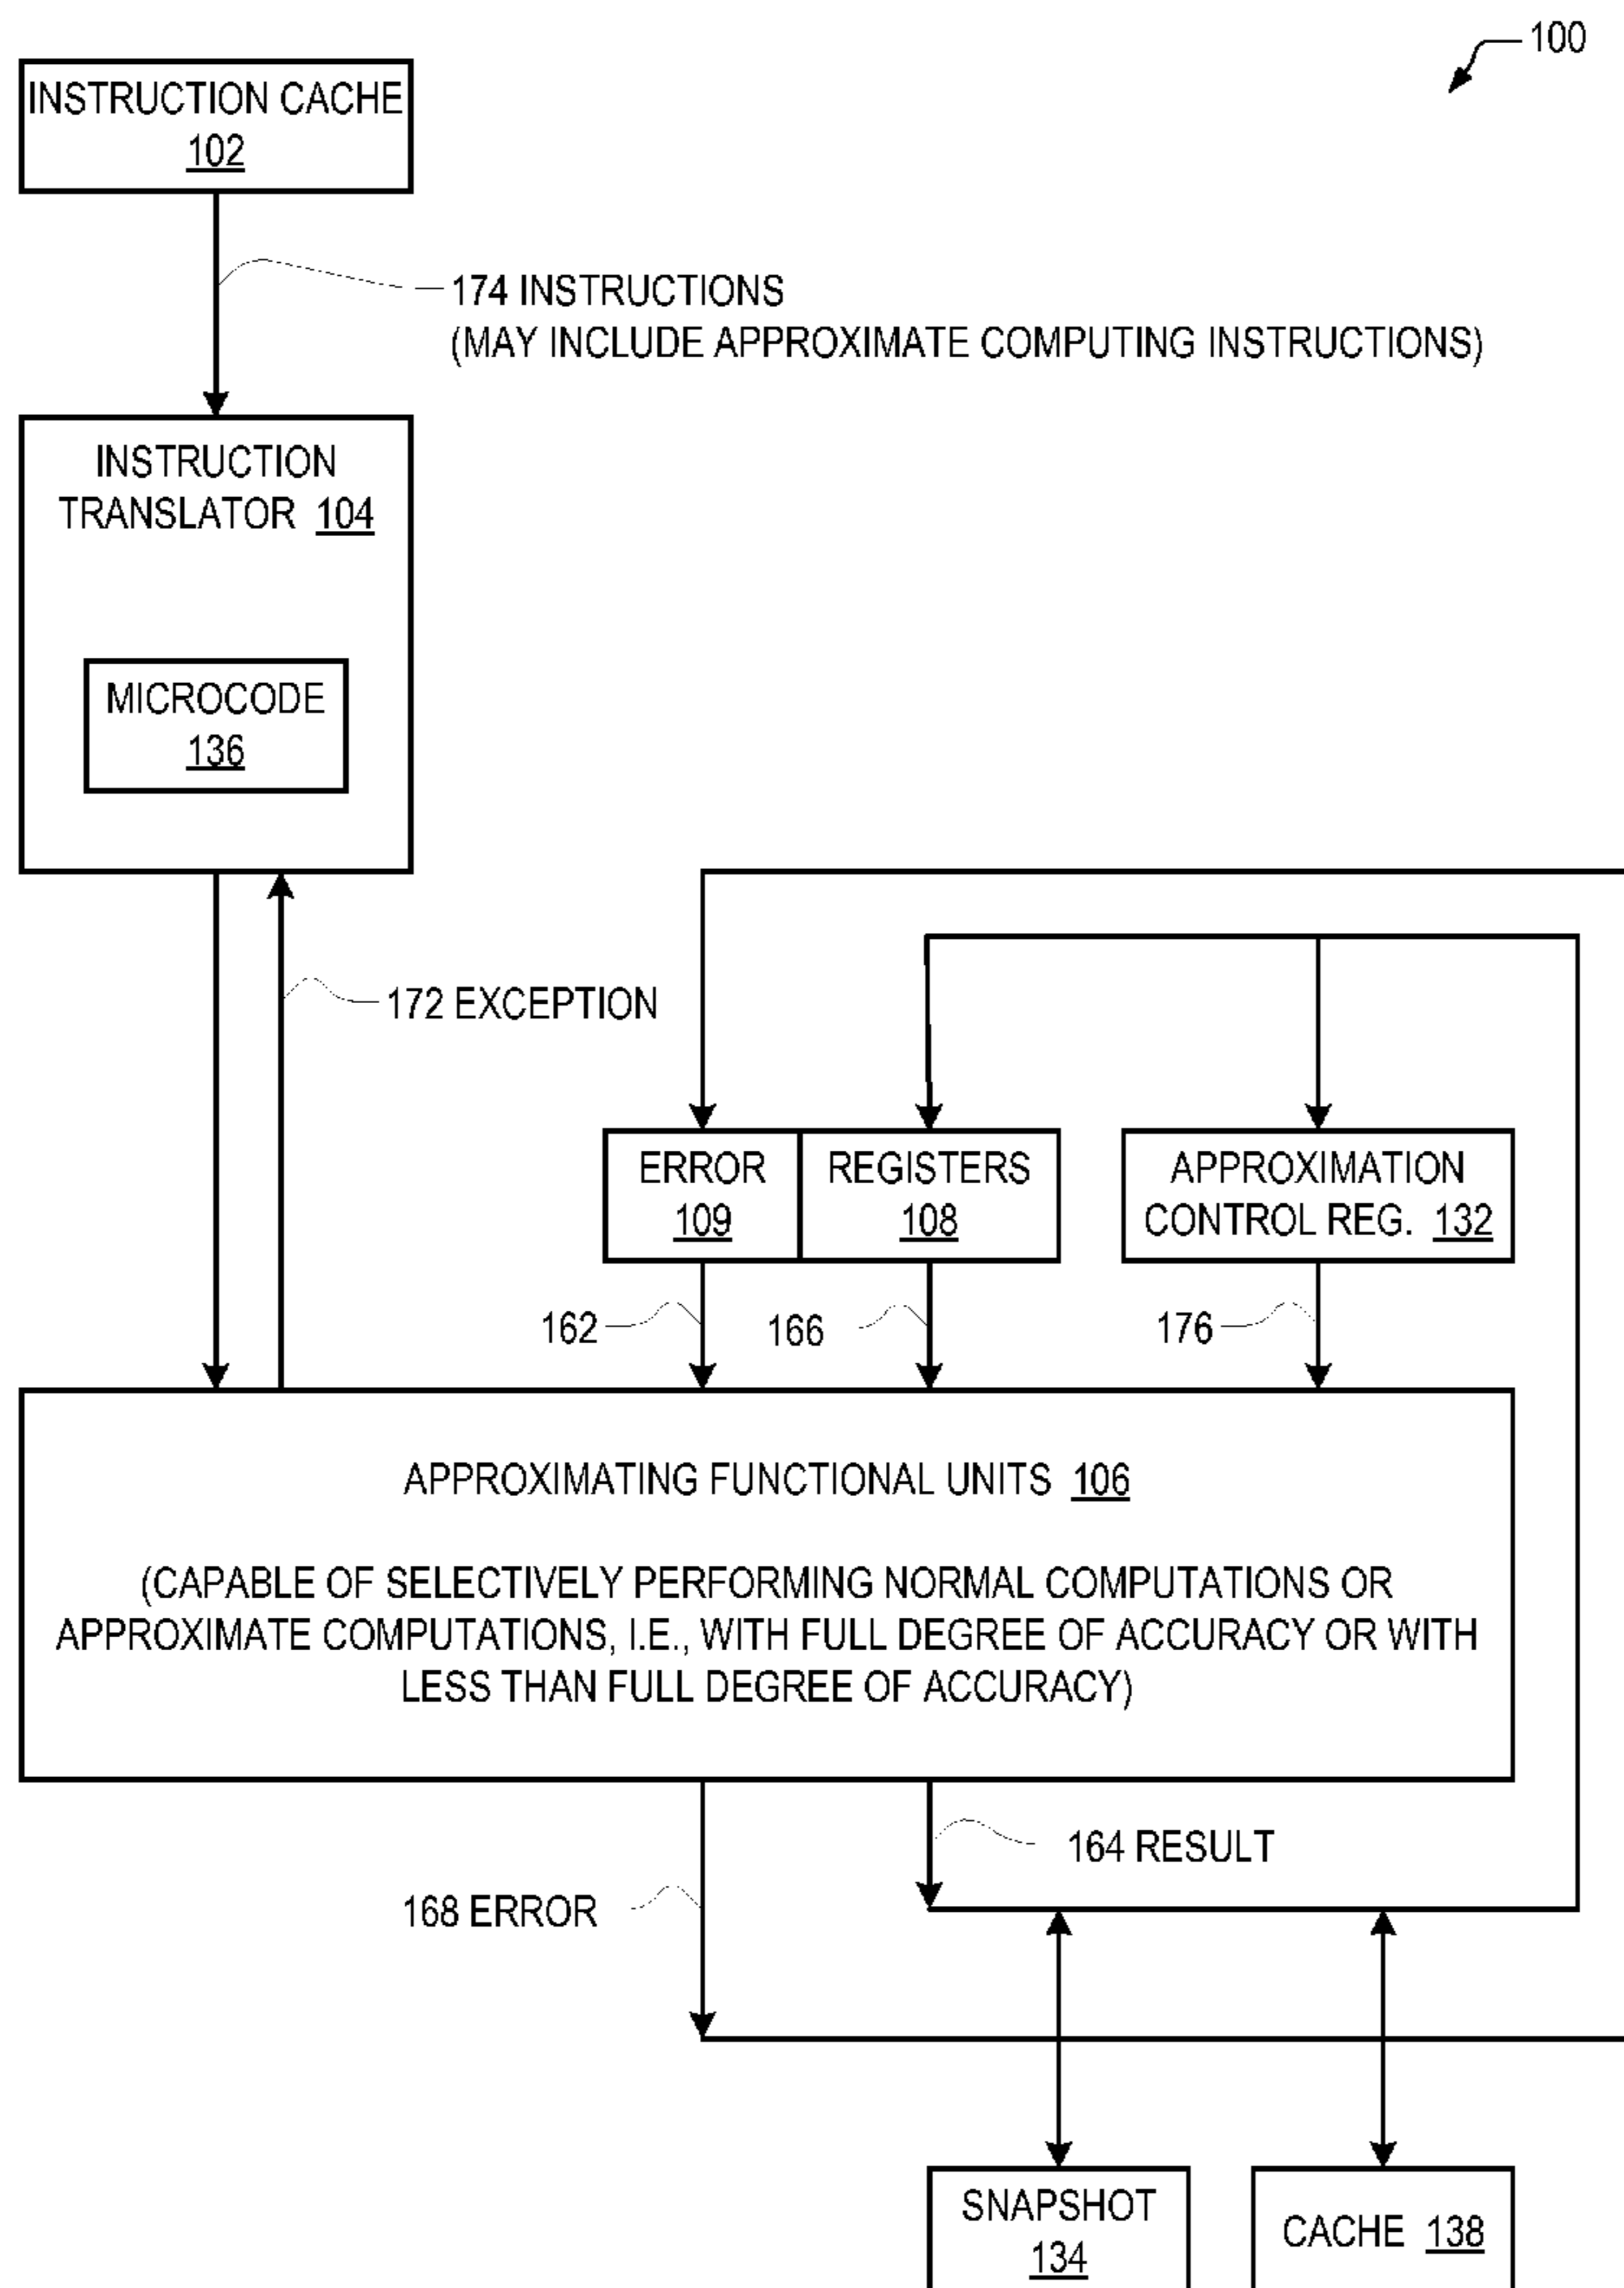 100
INSTRUCTION CACHE
102
174 INSTRUCTIONS
(MAY INCLUDE APPROXIMATE COMPUTING INSTRUCTIONS)
INSTRUCTION
TRANSLATOR 104
MICROCODE
136
172 EXCEPTION
ERROR
109
REGISTERS
108
APPROXIMATION
CONTROL REG. 132
162
166
176
APPROXIMATING FUNCTIONAL UNITS 106
(CAPABLE OF SELECTIVELY PERFORMING NORMAL COMPUTATIONS OR
APPROXIMATE COMPUTATIONS, I.E., WITH FULL DEGREE OF ACCURACY OR WITH
LESS THAN FULL DEGREE OF ACCURACY)
164 RESULT
168 ERROR
SNAPSHOT
134
CACHE 138